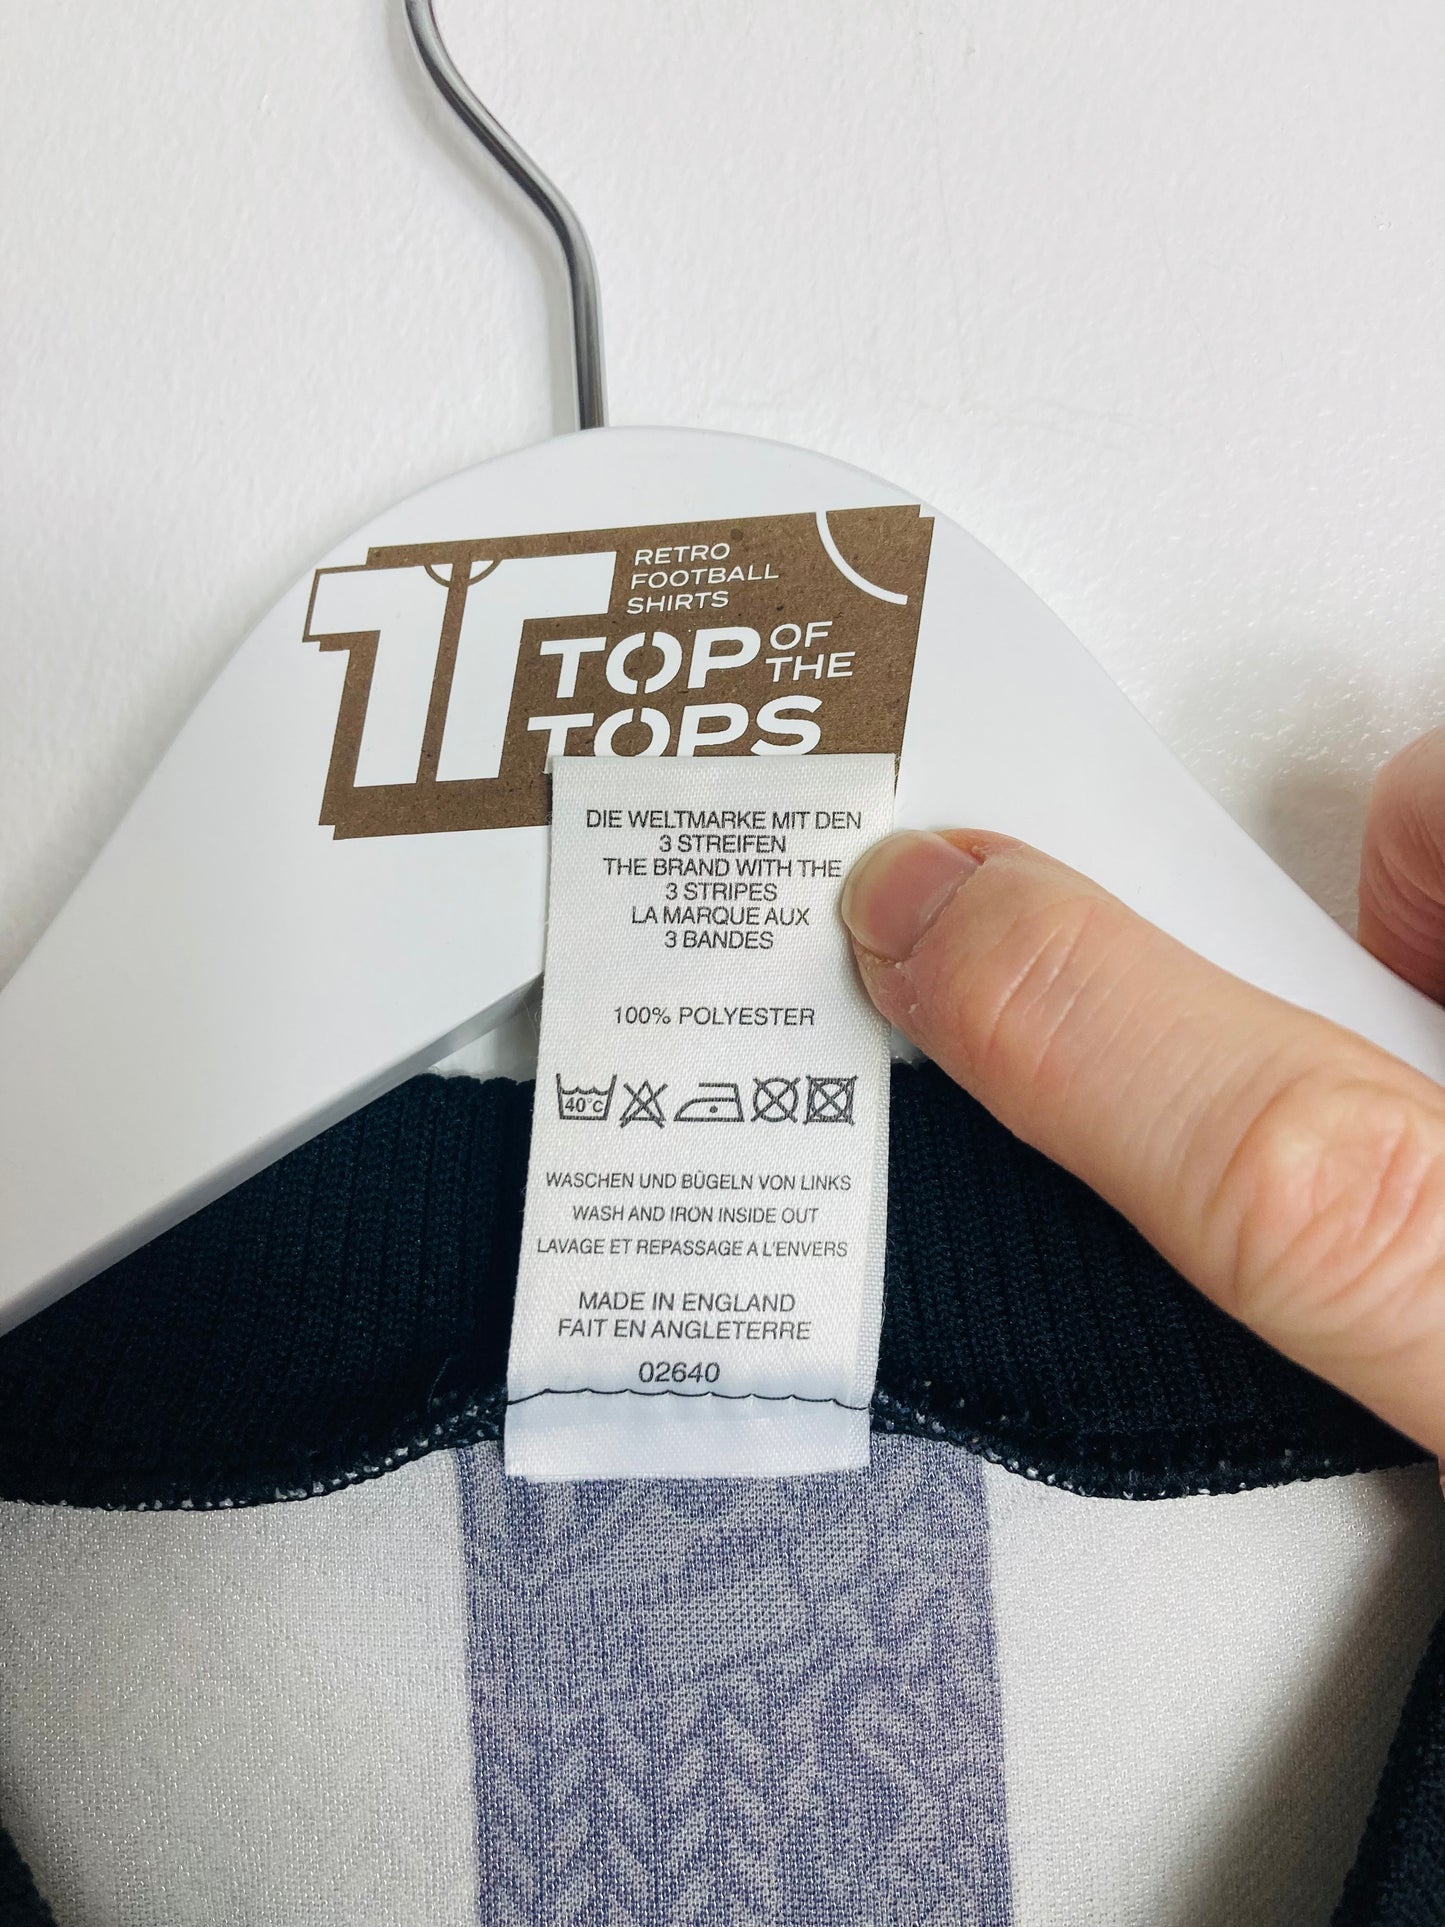 RETRO
FOOTBALL
SHIRTS
TOP OF THE
TOPS
DIE WELTMARKE MIT DEN
3 STREIFEN
THE BRAND WITH THE
3 STRIPES
LA MARQUE AUX
3 BANDES
100% POLYESTER
40°C
WASCHEN UND BÜGELN VON LINKS
WASH AND IRON INSIDE OUT
LAVAGE ET REPASSAGE A L'ENVERS
MADE IN ENGLAND
FAIT EN ANGLETERRE
02640